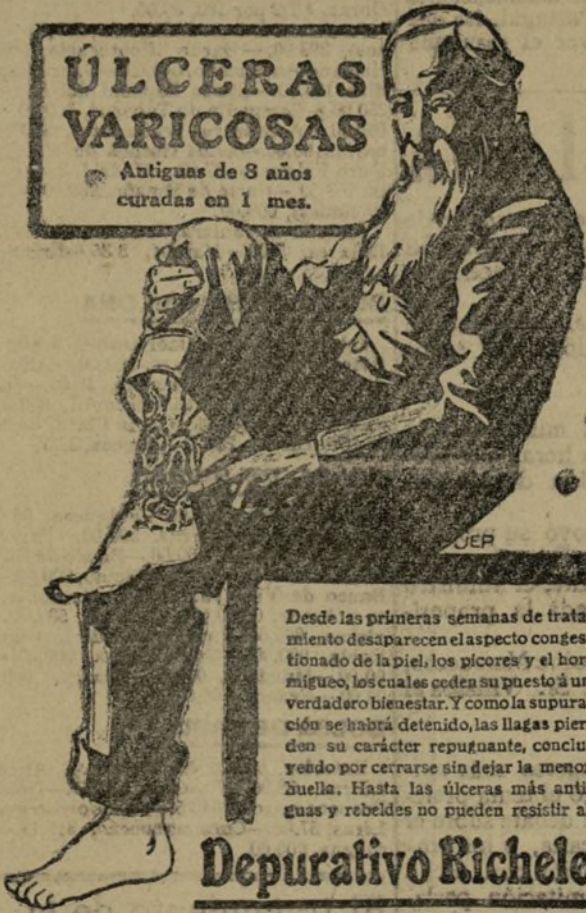 ÚLCERAS
VARICOSAS
Antiguas de 8 años
curadas en 1 mes.
JEP
Desde las primeras semanas de trata
miento desaparecen el aspecto conges
tionado de la piel, los picores y el hor
migueo, los cuales ceden su puesto á un
verdadero bienestar. Y como la supura
ción se habrá detenido, las llagas pier
den su carácter repugnante, conclu
yendo por cerrarse sin dejar la menor
huella. Hasta las úlceras más anti
guas y rebeldes no pueden resistir a
Depurativo Richele